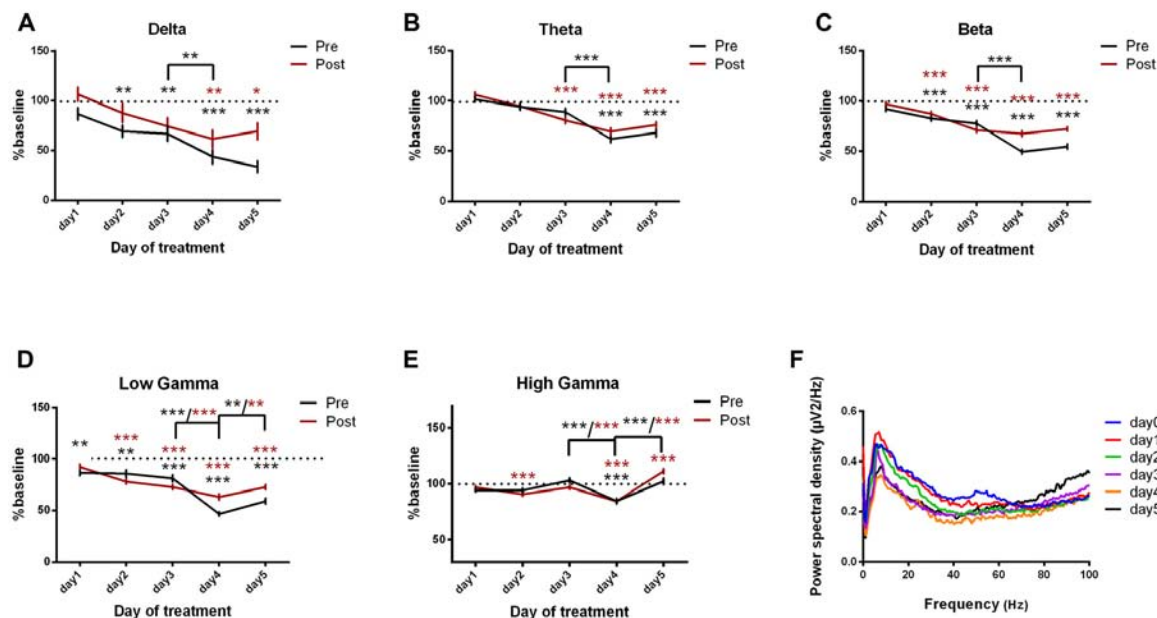 A
Delta
150
100
50
0
%baseline
**
**
**
**
***
*
***
Pre
Post
day1
day2
day3
day4
day5
Day of treatment
B
Theta
150
100
50
0
%baseline
***
***
***
***
***
***
Pre
Post
day1
day2
day3
day4
day5
Day of treatment
C
Beta
150
100
50
0
%baseline
***
***
***
***
***
***
***
***
***
Pre
Post
day1
day2
day3
day4
day5
Day of treatment
D
Low Gamma
150
100
50
0
%baseline
***/***
**/**
**
***
**
***
***
***
***
***
***
Pre
Post
day1
day2
day3
day4
day5
Day of treatment
E
High Gamma
150
100
50
%baseline
***/***
***/***
***
***
***
***
Pre
Post
day1
day2
day3
day4
day5
Day of treatment
F
Power spectral density (µV2/Hz)
0.6
0.4
0.2
0.0
0
20
40
60
80
100
Frequency (Hz)
day0
day1
day2
day3
day4
day5